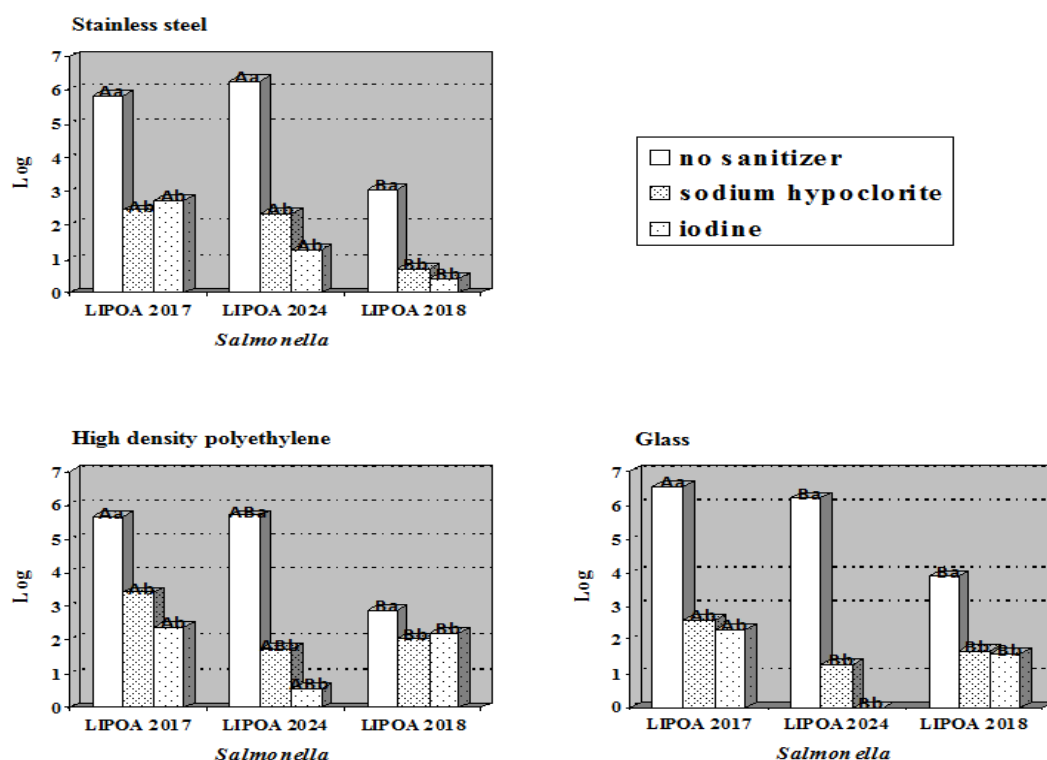 Stainless steel
7
6
5
4
3
2
1
0
Log
Aa
Ab
Ab
Aa
Ab
Ab
Ba
Bb
Bb
LIPOA 2017 LIPOA 2024 LIPOA 2018
Salmonella
no sanitizer
sodium hypoclorite
iodine
High density polyethylene
7
6
5
4
3
2
1
0
Log
Aa
Ab
Ab
ABa
ABb
ABb
Ba
Bb
Bb
LIPOA 2017 LIPOA 2024 LIPOA 2018
Salmonella
Glass
7
6
5
4
3
2
1
0
Log
Aa
Ab
Ab
Ba
Bb
Bb
Ba
Bb
Bb
LIPOA 2017 LIPOA 2024 LIPOA 2018
Salmonella